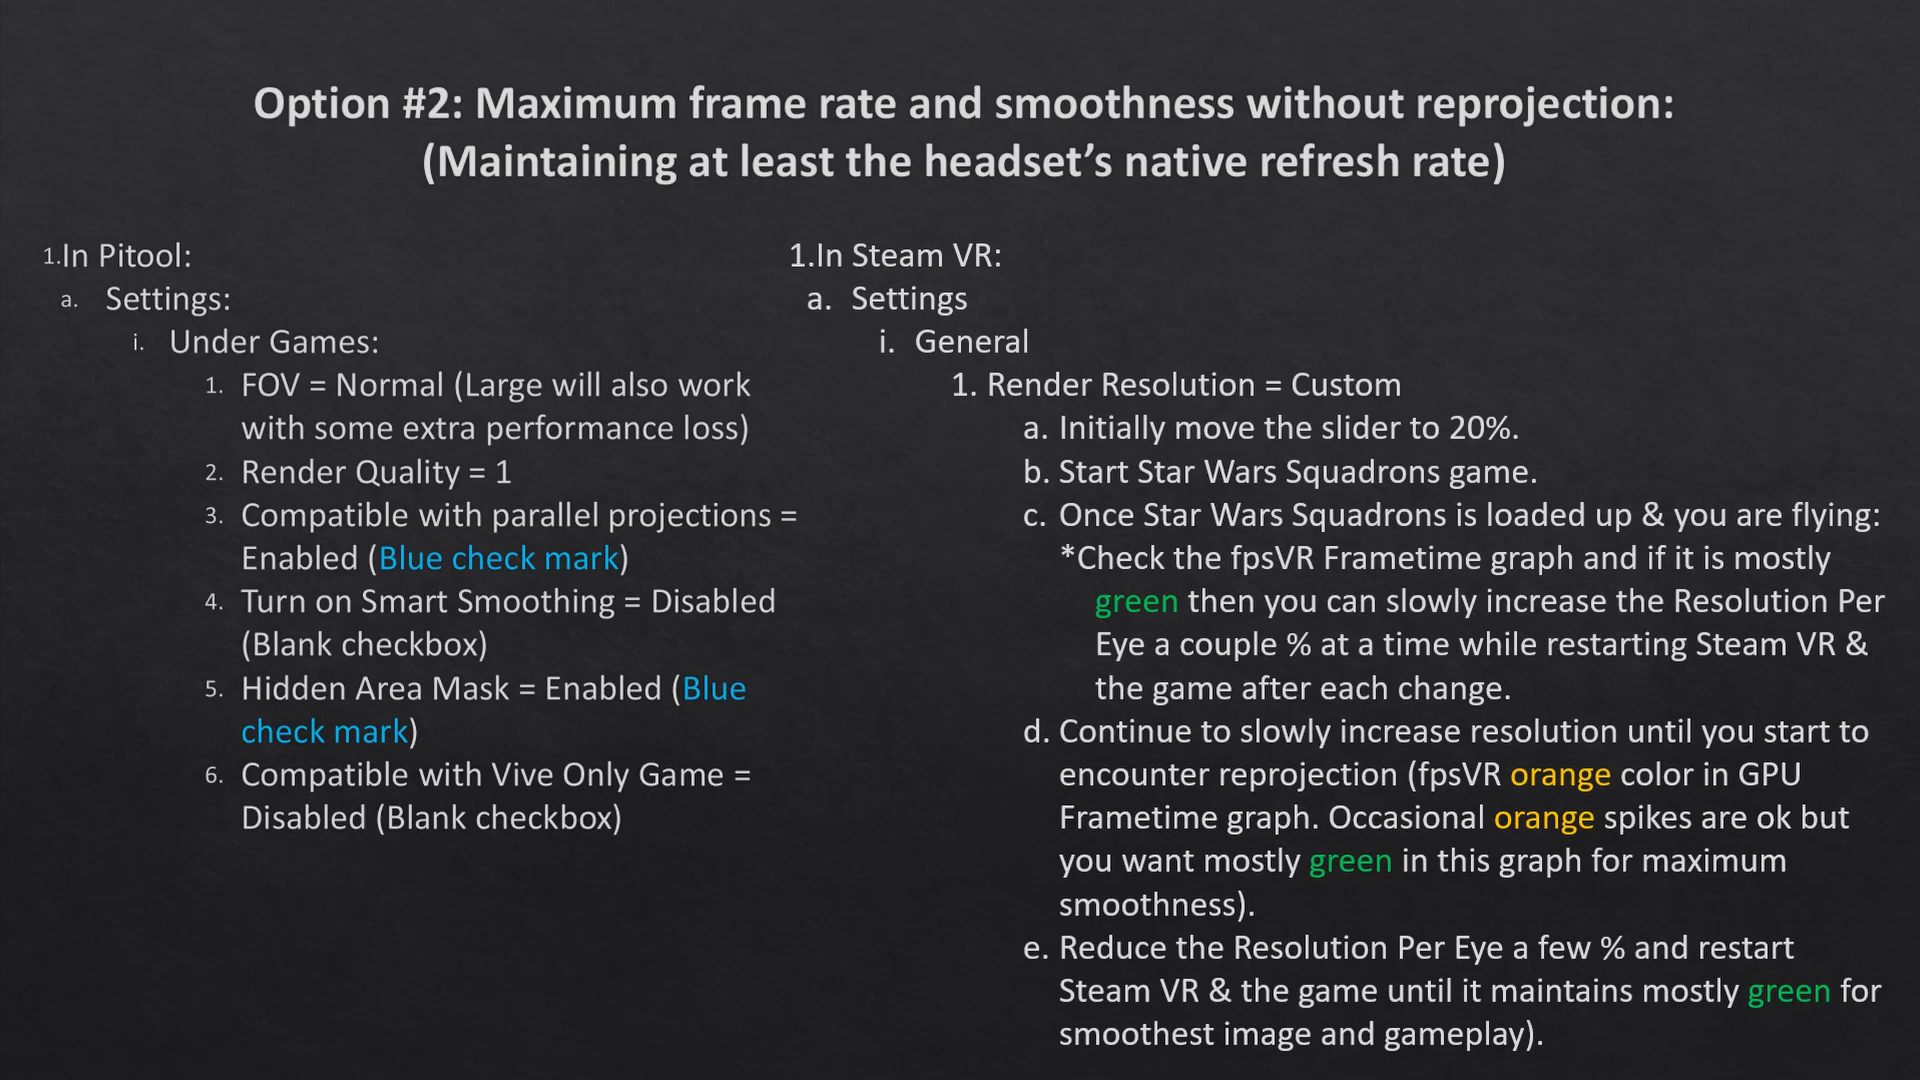 Option #2: Maximum frame rate and smoothness without reprojection:
(Maintaining at least the headset’s native refresh rate)
1.In Pitool:
a. Settings:
i. Under Games:
1. FOV = Normal (Large will also work
with some extra performance loss)
2. Render Quality = 1
3. Compatible with parallel projections =
Enabled (Blue check mark)
4. Turn on Smart Smoothing = Disabled
(Blank checkbox)
5. Hidden Area Mask = Enabled (Blue
check mark)
6. Compatible with Vive Only Game =
Disabled (Blank checkbox)
1.In Steam VR:
a. Settings
i. General
1. Render Resolution = Custom
a. Initially move the slider to 20%.
b. Start Star Wars Squadrons game.
c. Once Star Wars Squadrons is loaded up & you are flying:
*Check the fpsVR Frametime graph and if it is mostly
green then you can slowly increase the Resolution Per
Eye a couple % at a time while restarting Steam VR &
the game after each change.
d. Continue to slowly increase resolution until you start to
encounter reprojection (fpsVR orange color in GPU
Frametime graph. Occasional orange spikes are ok but
you want mostly green in this graph for maximum
smoothness).
e. Reduce the Resolution Per Eye a few % and restart
Steam VR & the game until it maintains mostly green for
smoothest image and gameplay).